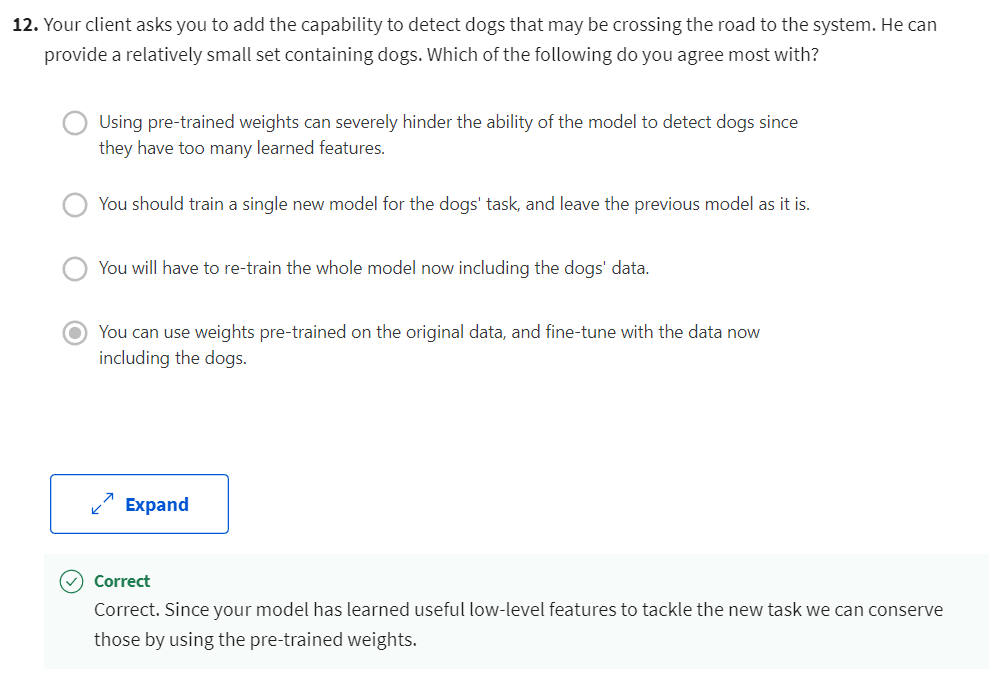 12. Your client asks you to add the capability to detect dogs that may be crossing the road to the system. He can
provide a relatively small set containing dogs. Which of the following do you agree most with?
Using pre-trained weights can severely hinder the ability of the model to detect dogs since
they have too many learned features.
You should train a single new model for the dogs' task, and leave the previous model as it is.
You will have to re-train the whole model now including the dogs' data.
You can use weights pre-trained on the original data, and fine-tune with the data now
including the dogs.
Expand
Correct
Correct. Since your model has learned useful low-level features to tackle the new task we can conserve
those by using the pre-trained weights.